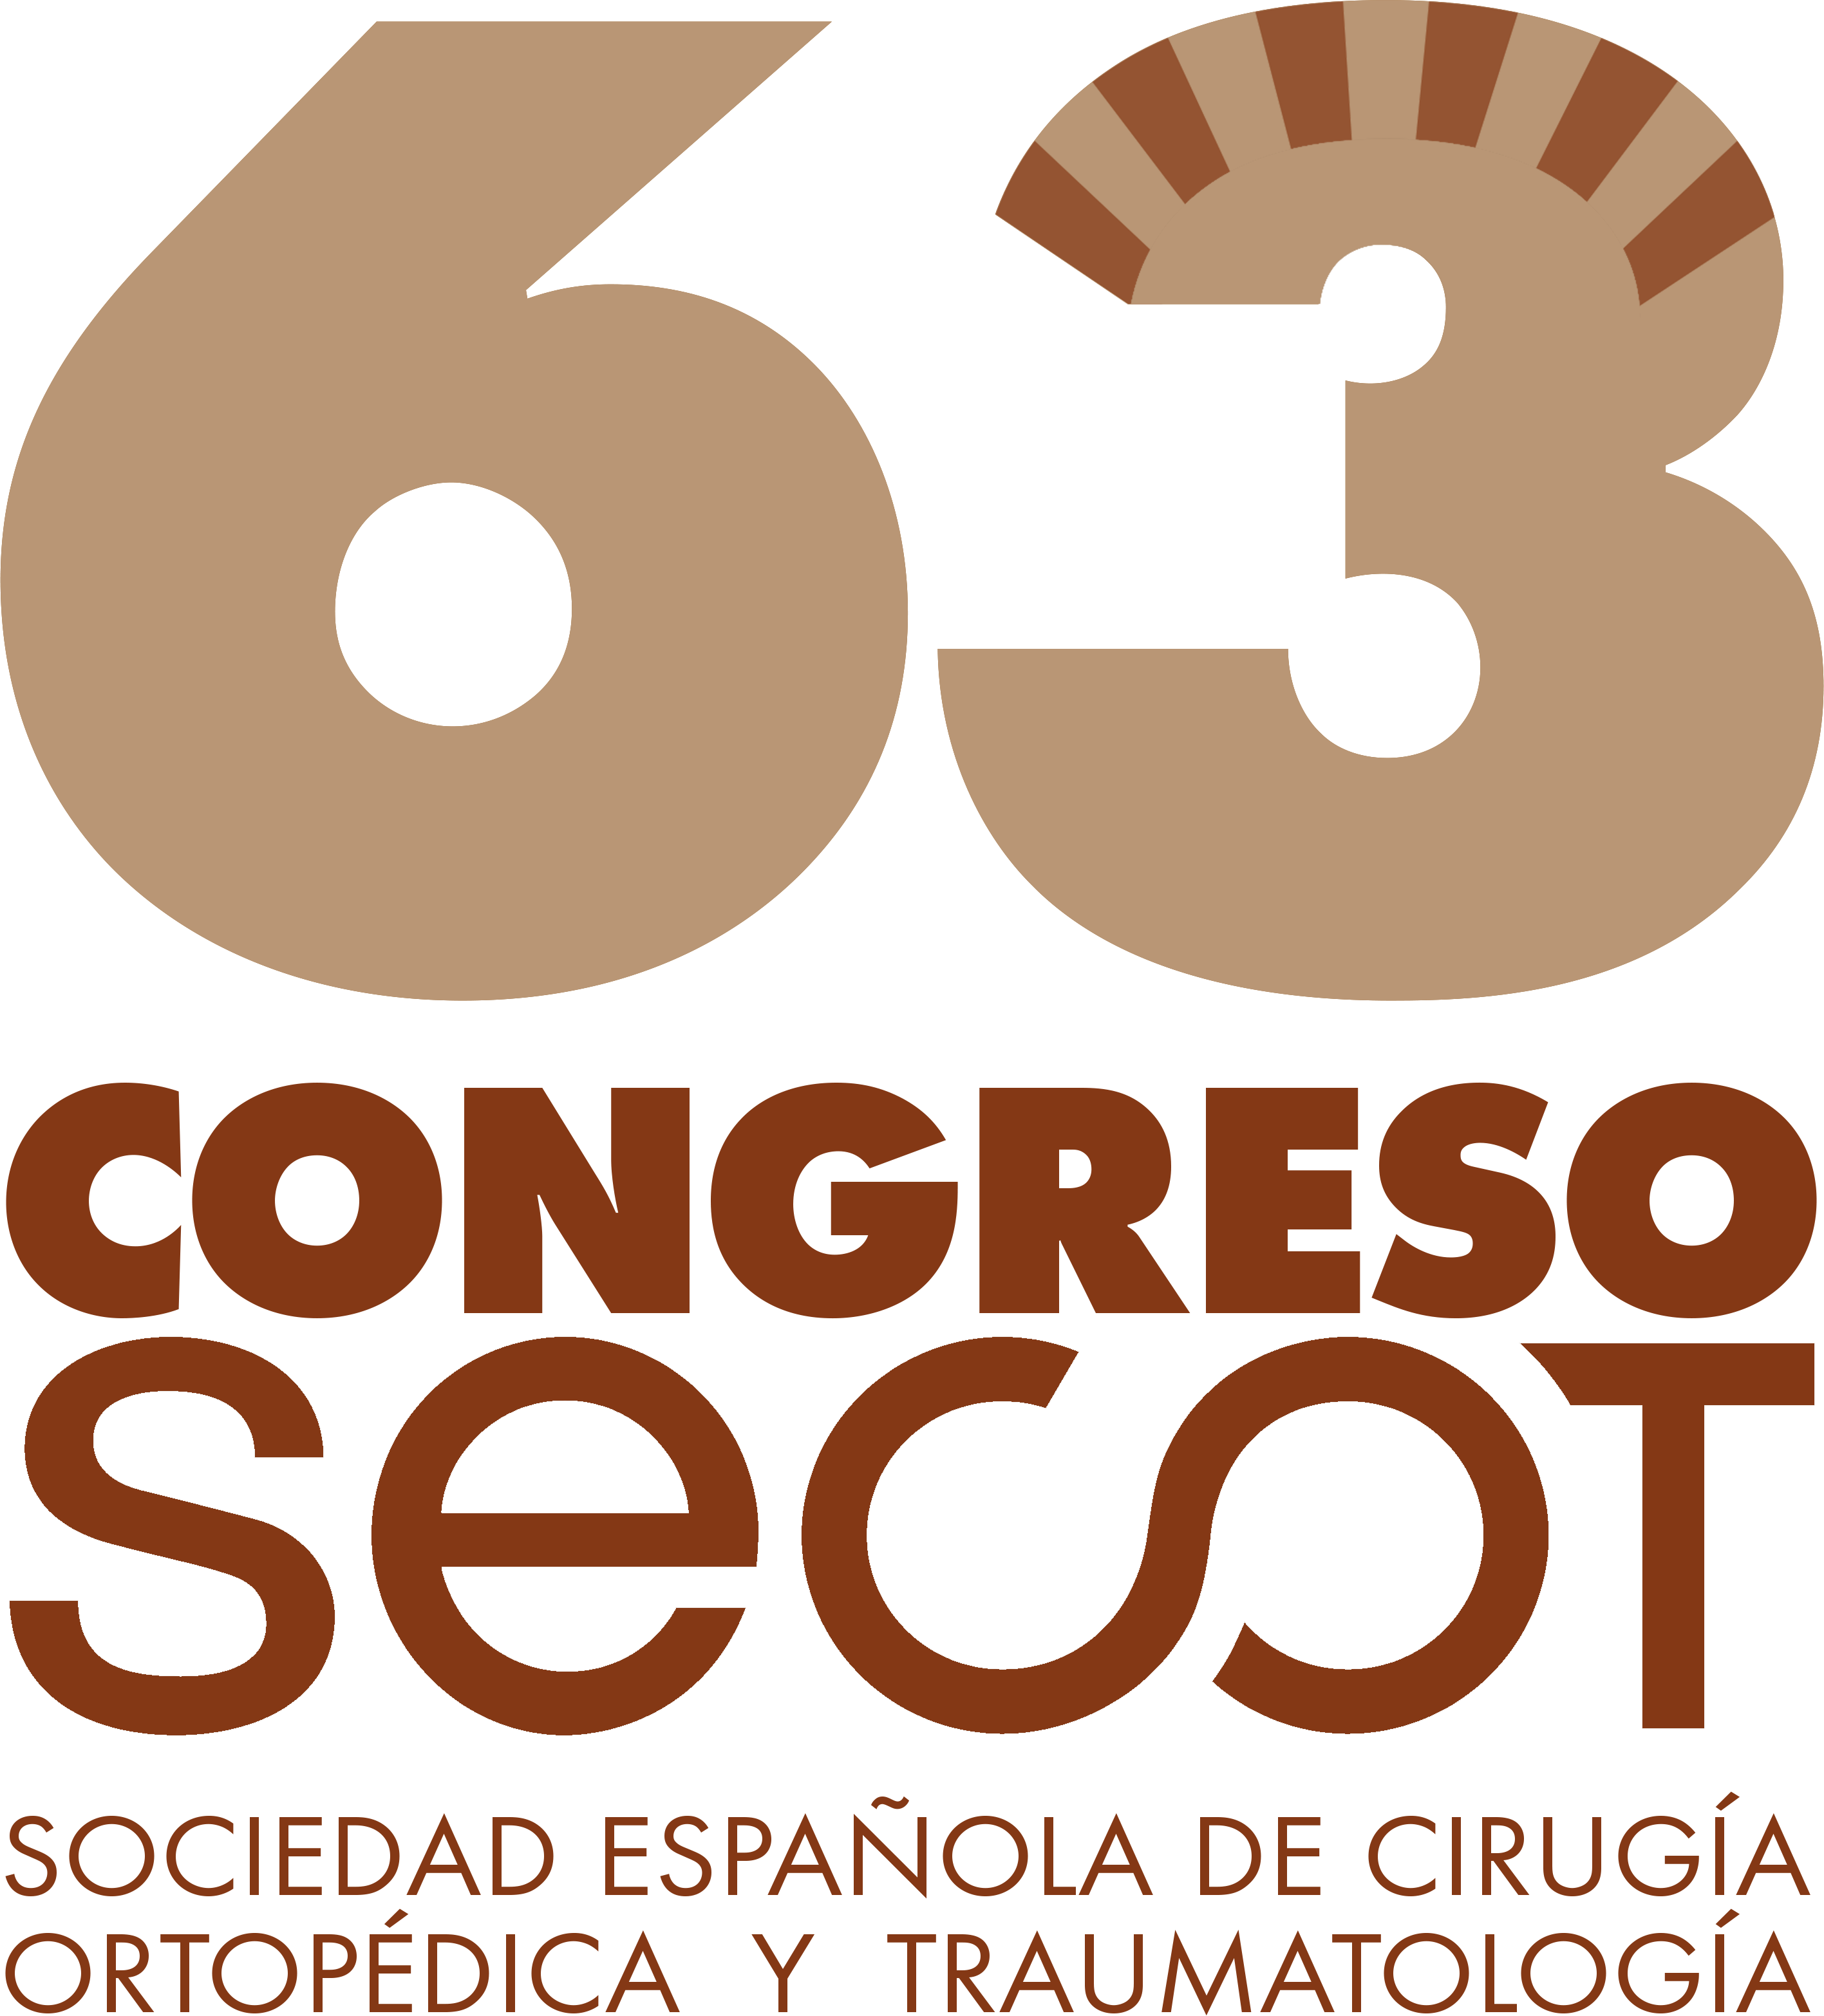 63
CONGRESO
secoT
SOCIEDAD ESPAÑOLA DE CIRUGÍA
ORTOPÉDICA Y TRAUMATOLOGÍA